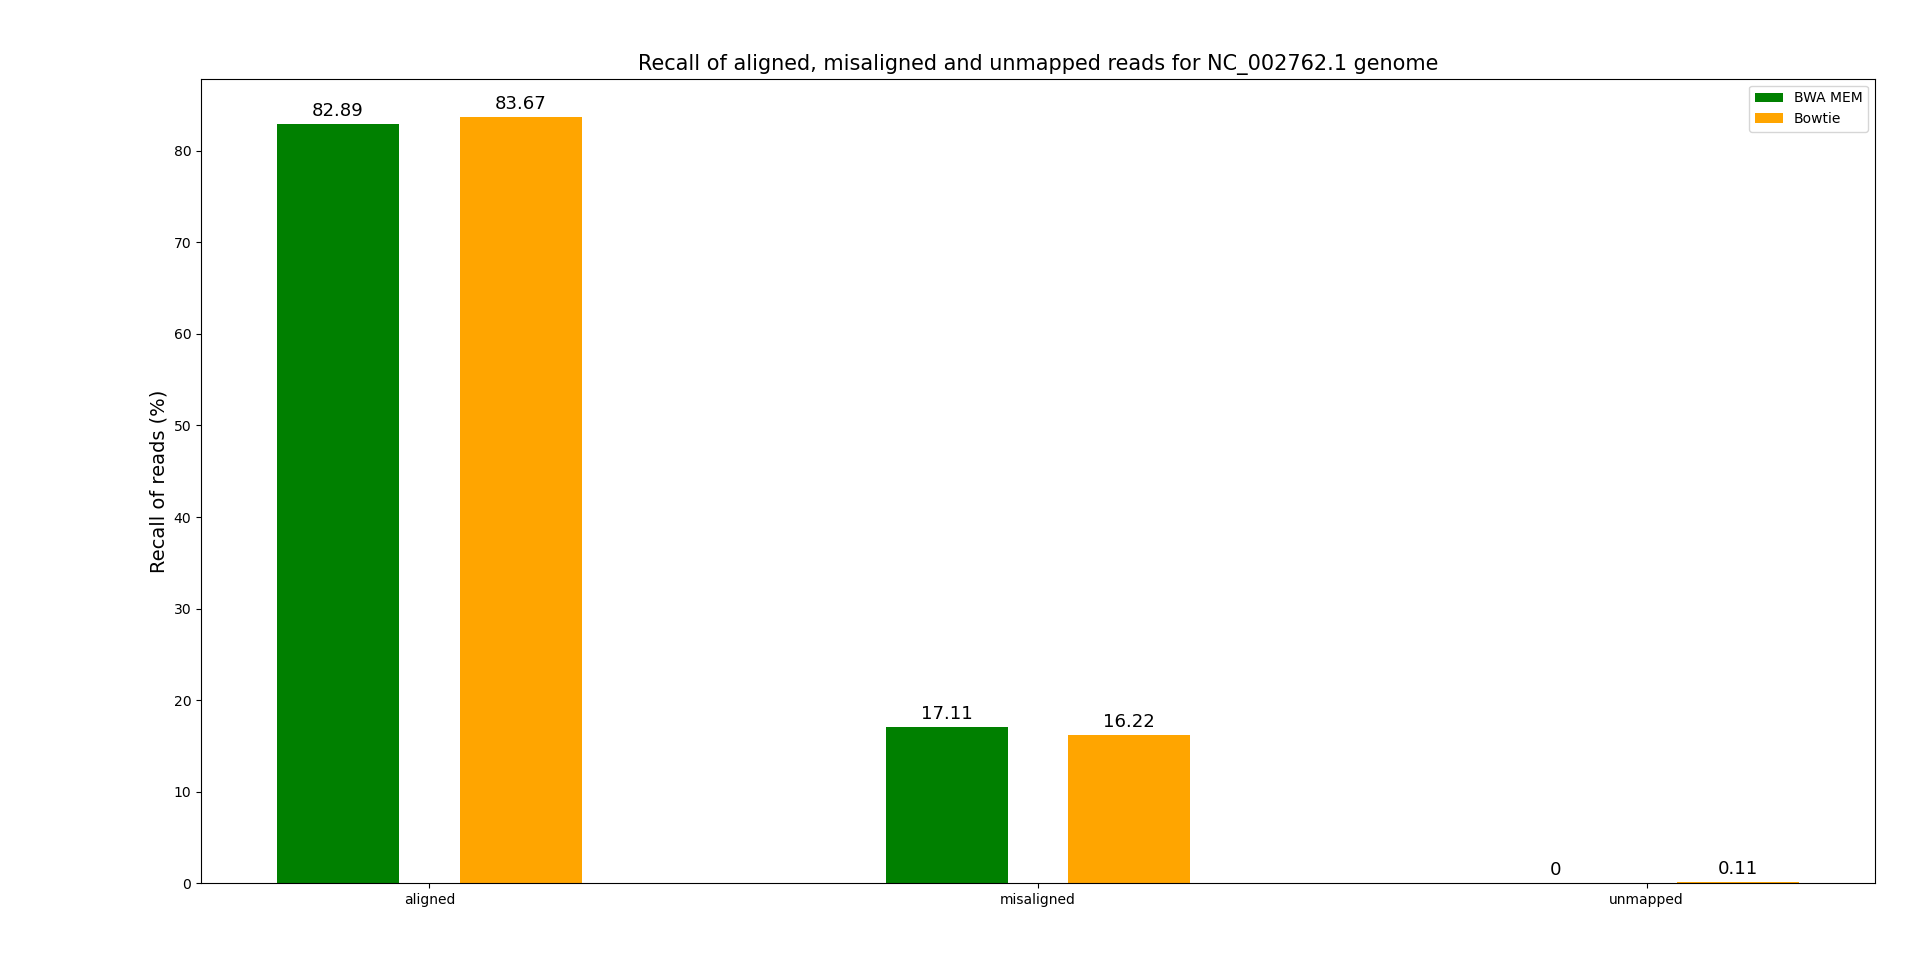 Recall of aligned, misaligned and unmapped reads for NC_002762.1 genome
BWA MEM
Bowtie
Recall of reads (%)
80
70
60
50
40
30
20
10
0
82.89
83.67
17.11
16.22
0
0.11
aligned
misaligned
unmapped